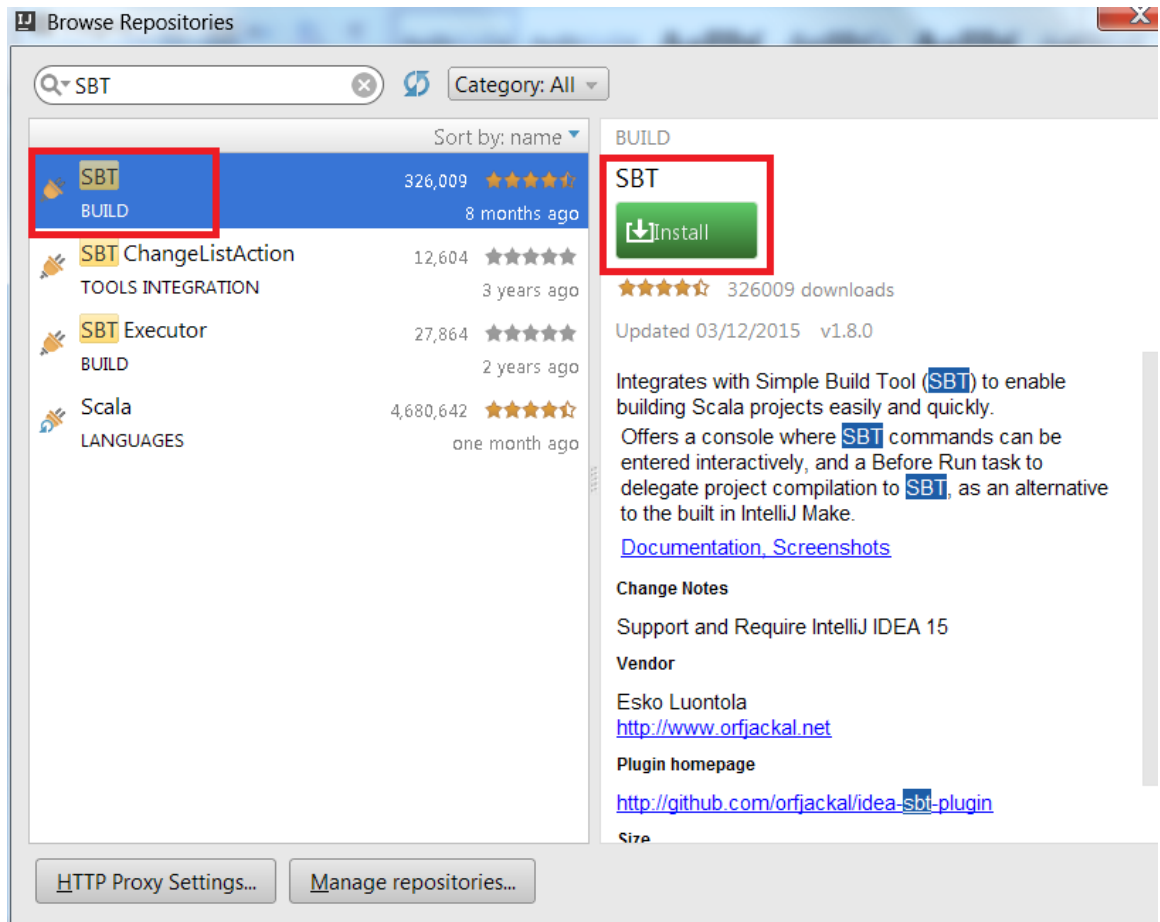 Browse Repositories
SBT
Category: All
Sort by: name
SBT
326,009
BUILD
8 months ago
SBT ChangeListAction
12,604
TOOLS INTEGRATION
3 years ago
SBT Executor
27,864
BUILD
2 years ago
Scala
4,680,642
LANGUAGES
one month ago
BUILD
SBT
Install
326009 downloads
Updated 03/12/2015 v1.8.0
Integrates with Simple Build Tool (SBT) to enable
building Scala projects easily and quickly.
Offers a console where SBT commands can be
entered interactively, and a Before Run task to
delegate project compilation to SBT, as an alternative
to the built in IntelliJ Make.
Documentation, Screenshots
Change Notes
Support and Require IntelliJ IDEA 15
Vendor
Esko Luontola
http://www.orfjackal.net
Plugin homepage
http://github.com/orfjackal/idea-sbt-plugin
Size
HTTP Proxy Settings...
Manage repositories...